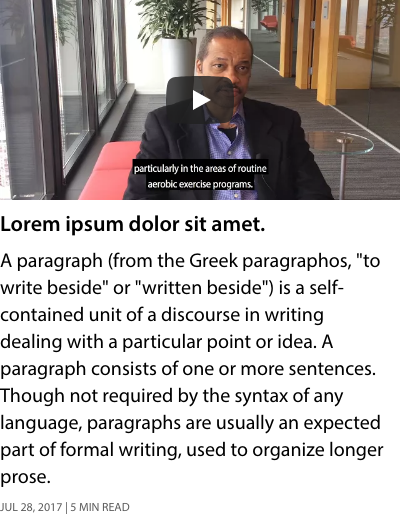 particularly in the areas of routine
aerobic exercise programs.
Lorem ipsum dolor sit amet.
A paragraph (from the Greek paragraphos, "to
write beside" or "written beside") is a self-
contained unit of a discourse in writing
dealing with a particular point or idea. A
paragraph consists of one or more sentences.
Though not required by the syntax of any
language, paragraphs are usually an expected
part of formal writing, used to organize longer
prose.
JUL 28, 2017 | 5 MIN READ